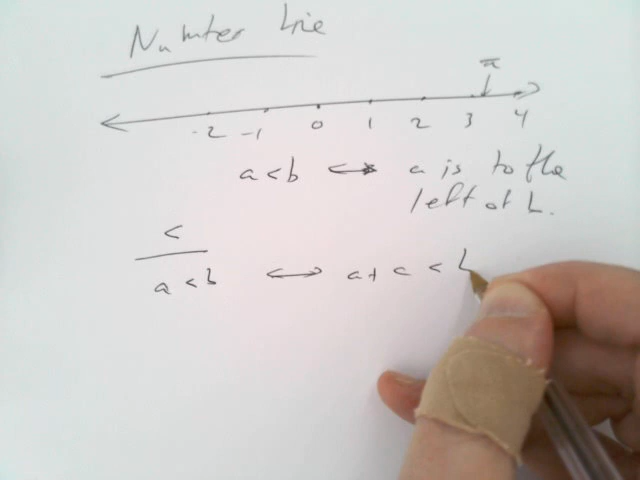 Number Line
π
-2 -1 0 1 2 3 4
a < b ⟷ a is to the
left of b.
<
a < b ⟷ a + c < b